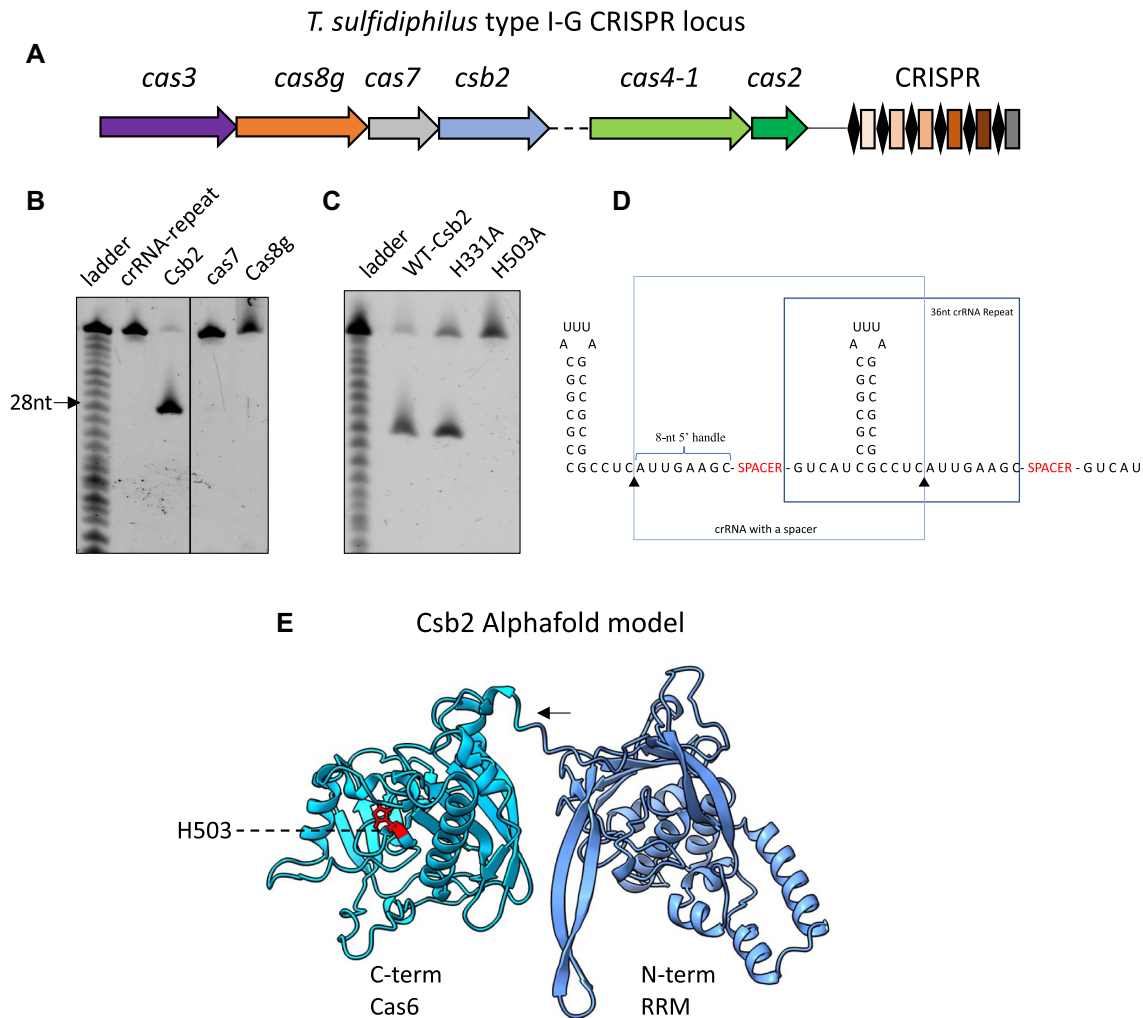 T. sulfidiphilus type I-G CRISPR locus
A
cas3 cas8g cas7 csb2 cas4-1 cas2 CRISPR
B
ladder
crRNA-repeat
Csb2
cas7
Cas8g
28nt
C
ladder
WT-Csb2
H331A
H503A
D
36nt crRNA Repeat
UUU
A A
C G
G C
G C
G C
G C
C G C C U C A U U G A A G C - SPACER - G U C A U C G C C U C A U U G A A G C - SPACER - G U C A U
UUU
A A
C G
G C
G C
G C
G C
8-nt 5' handle
crRNA with a spacer
E
Csb2 Alphafold model
H503
C-term
Cas6
N-term
RRM